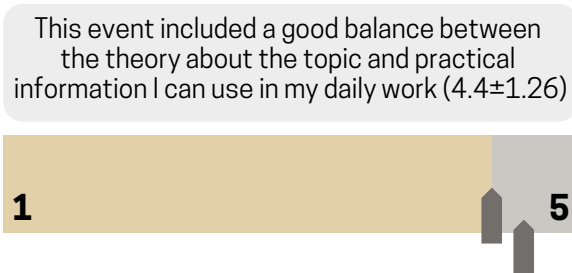 This event included a good balance between
the theory about the topic and practical
information I can use in my daily work (4.4±1.26)
1 5